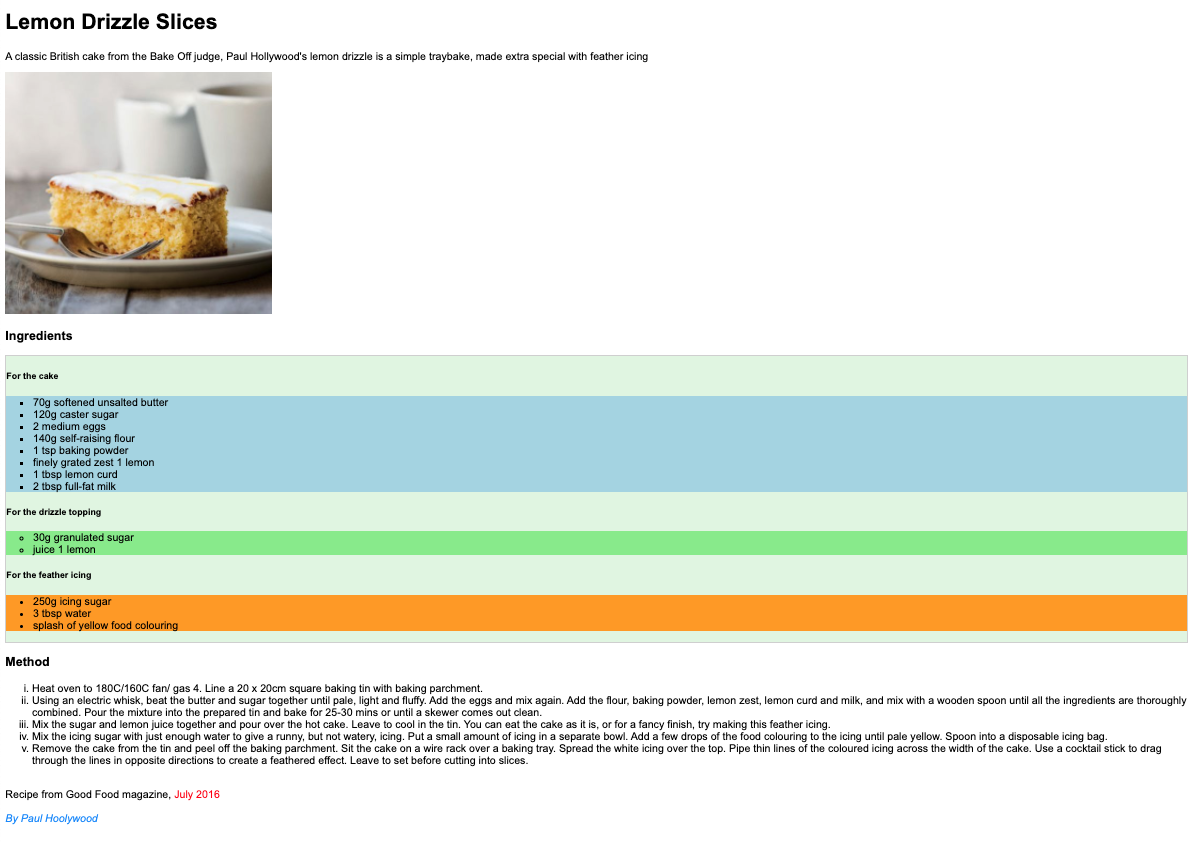 Lemon Drizzle Slices
A classic British cake from the Bake Off judge, Paul Hollywood's lemon drizzle is a simple traybake, made extra special with feather icing
Ingredients
For the cake
70g softened unsalted butter
120g caster sugar
2 medium eggs
140g self-raising flour
1 tsp baking powder
finely grated zest 1 lemon
1 tbsp lemon curd
2 tbsp full-fat milk
For the drizzle topping
30g granulated sugar
juice 1 lemon
For the feather icing
250g icing sugar
3 tbsp water
splash of yellow food colouring
Method
i. Heat oven to 180C/160C fan/ gas 4. Line a 20 x 20cm square baking tin with baking parchment.
ii. Using an electric whisk, beat the butter and sugar together until pale, light and fluffy. Add the eggs and mix again. Add the flour, baking powder, lemon zest, lemon curd and milk, and mix with a wooden spoon until all the ingredients are thoroughly
combined. Pour the mixture into the prepared tin and bake for 25-30 mins or until a skewer comes out clean.
iii. Mix the sugar and lemon juice together and pour over the hot cake. Leave to cool in the tin. You can eat the cake as it is, or for a fancy finish, try making this feather icing.
iv. Mix the icing sugar with just enough water to give a runny, but not watery, icing. Put a small amount of icing in a separate bowl. Add a few drops of the food colouring to the icing until pale yellow. Spoon into a disposable icing bag.
v. Remove the cake from the tin and peel off the baking parchment. Sit the cake on a wire rack over a baking tray. Spread the white icing over the top. Pipe thin lines of the coloured icing across the width of the cake. Use a cocktail stick to drag
through the lines in opposite directions to create a feathered effect. Leave to set before cutting into slices.
Recipe from Good Food magazine, July 2016
By Paul Hoolywood